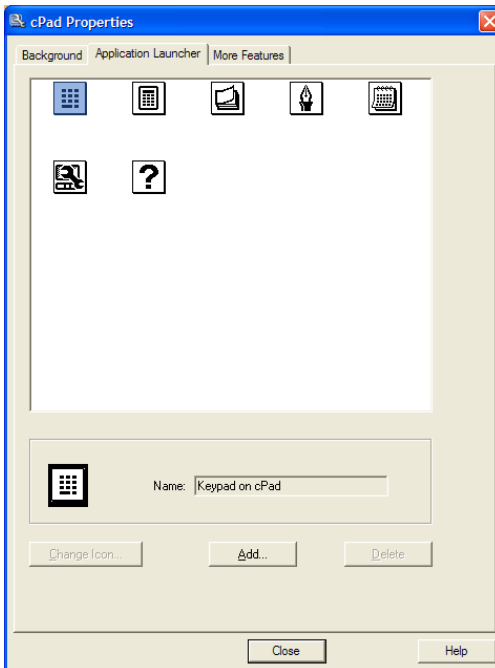 cPad Properties
Background Application Launcher More Features
?
Name: Keypad on cPad
Change Icon... Add... Delete
Close Help